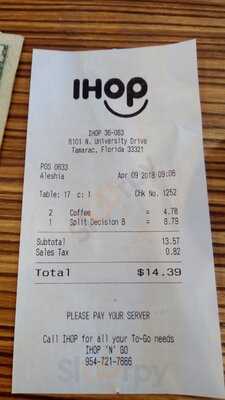 IHOP
IHOP 36-083
8101 N. University Drive
Tamarac, Florida 33321
POS 0633
Aleshia Apr 09 2018 09:06
Table: 17 c: 1 Chk No. 1252
2 Coffee = 4.78
1 Split Decision B = 8.79
Subtotal 13.57
Sales Tax 0.82
Total $14.39
PLEASE PAY YOUR SERVER
Call IHOP for all your To-Go needs
IHOP 'N' GO
954-721-7666